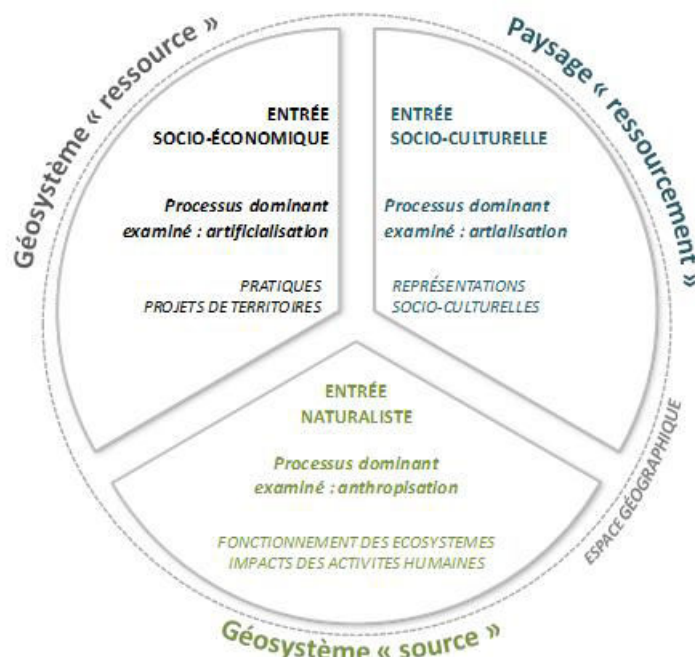 Géosystème « ressource »
ENTRÉE
SOCIO-ÉCONOMIQUE
Processus dominant
examiné : artificialisation
PRATIQUES
PROJETS DE TERRITOIRES
Paysage « ressourcement »
ENTRÉE
SOCIO-CULTURELLE
Processus dominant
examiné : artialisation
REPRÉSENTATIONS
SOCIO-CULTURELLES
ENTRÉE
NATURALISTE
Processus dominant
examiné : anthropisation
FONCTIONNEMENT DES ECOSYSTEMES
IMPACTS DES ACTIVITES HUMAINES
ESPACE GÉOGRAPHIQUE
Géosystème « source »